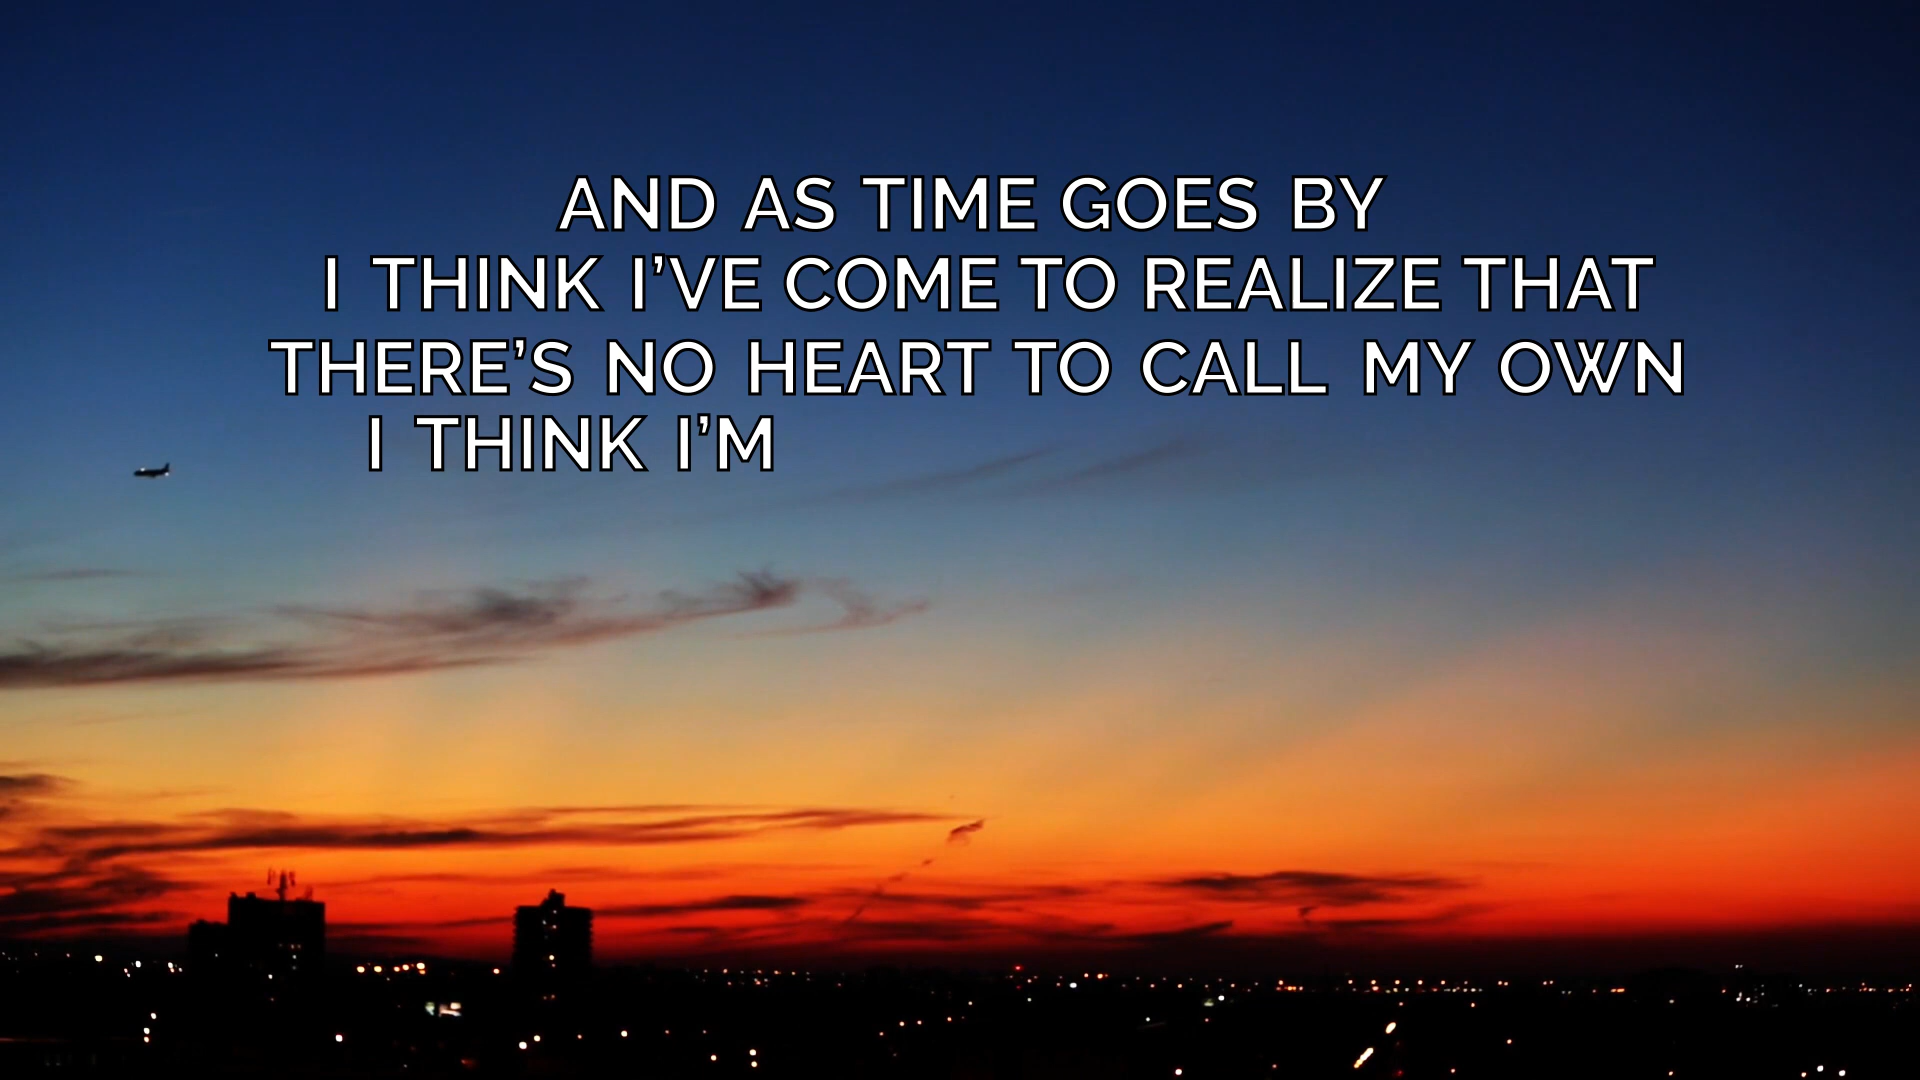 AND AS TIME GOES BY
I THINK I’VE COME TO REALIZE THAT
THERE’S NO HEART TO CALL MY OWN
I THINK I’M